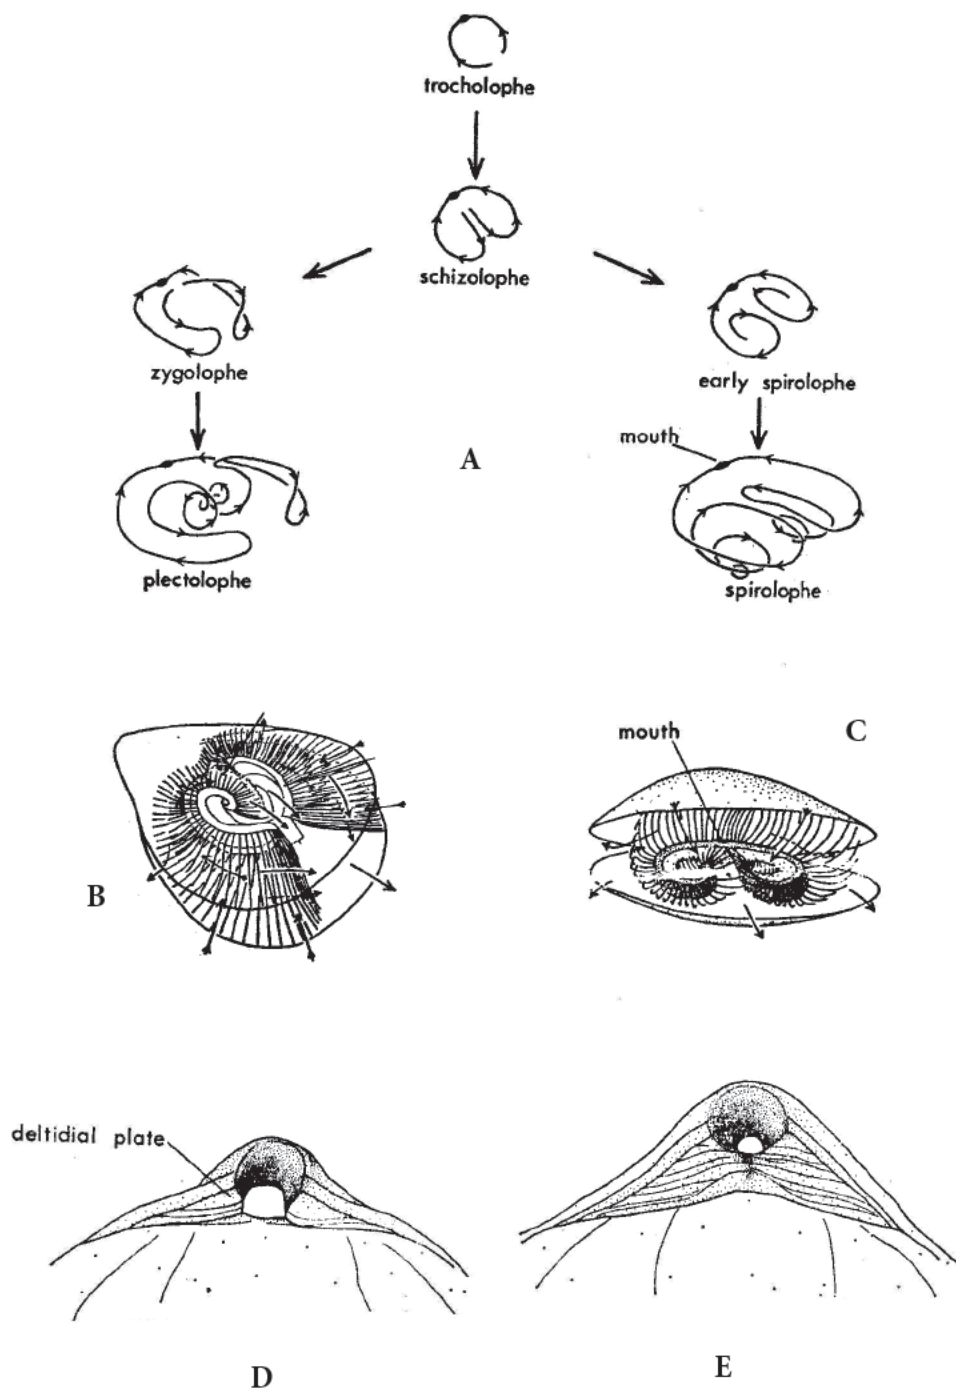 trocholophe
schizolophe
zygolophe
early spirolophe
mouth
A
plectolophe
spirolophe
mouth
C
B
deltidial plate
D
E